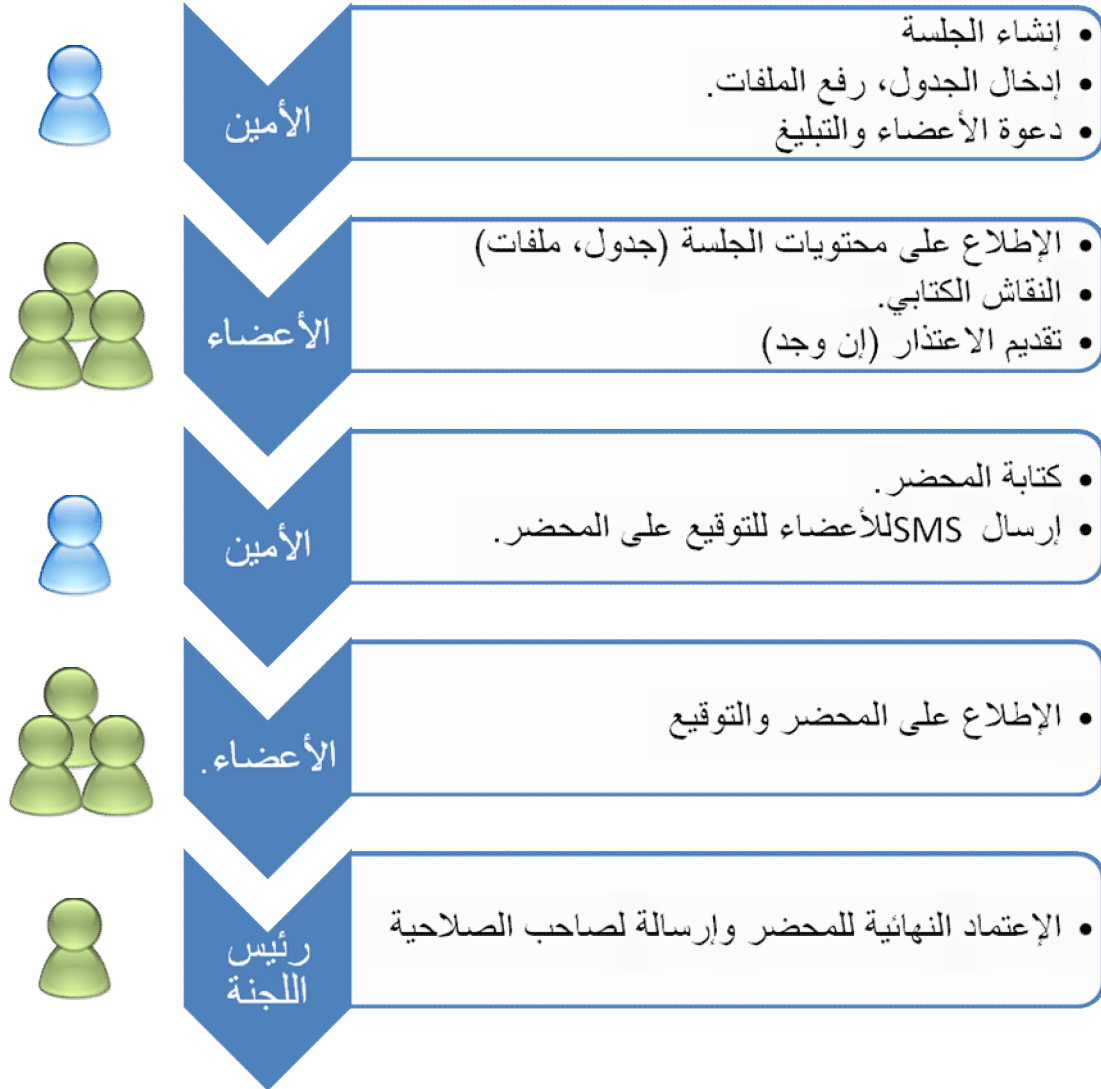 الأمين
• إنشاء الجلسة
• إدخال الجدول، رفع الملفات.
• دعوة الأعضاء والتبليغ
الأعضاء
• الإطلاع على محتويات الجلسة (جدول، ملفات)
• النقاش الكتابي.
• تقديم الاعتذار (إن وجد)
الأمين
• كتابة المحضر.
• إرسال SMSللأعضاء للتوقيع على المحضر.
الأعضاء.
• الإطلاع على المحضر والتوقيع
رئيس
اللجنة
• الإعتماد النهائية للمحضر وإرسالة لصاحب الصلاحية